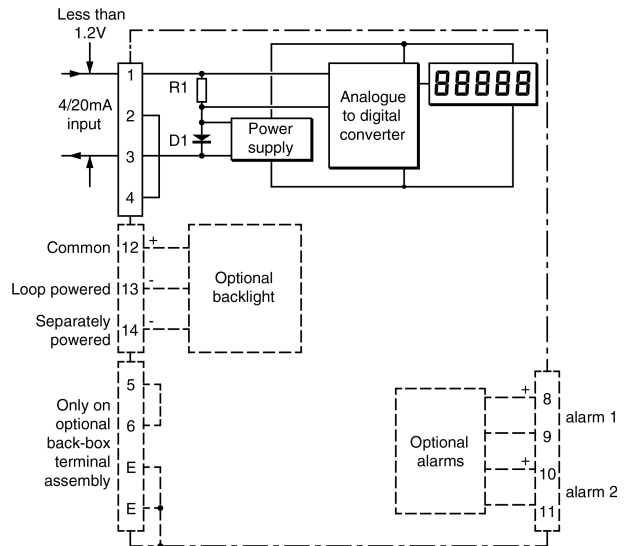 Less than
1.2V
4/20mA
input
1
2
3
4
R1
D1
Power
supply
Analogue
to digital
converter
88888
Common
Loop powered
Separately
powered
12
13
14
+
-
-
Optional
backlight
Only on
optional
back-box
terminal
assembly
5
6
E
E
Optional
alarms
+
+
8
9
10
11
alarm 1
alarm 2